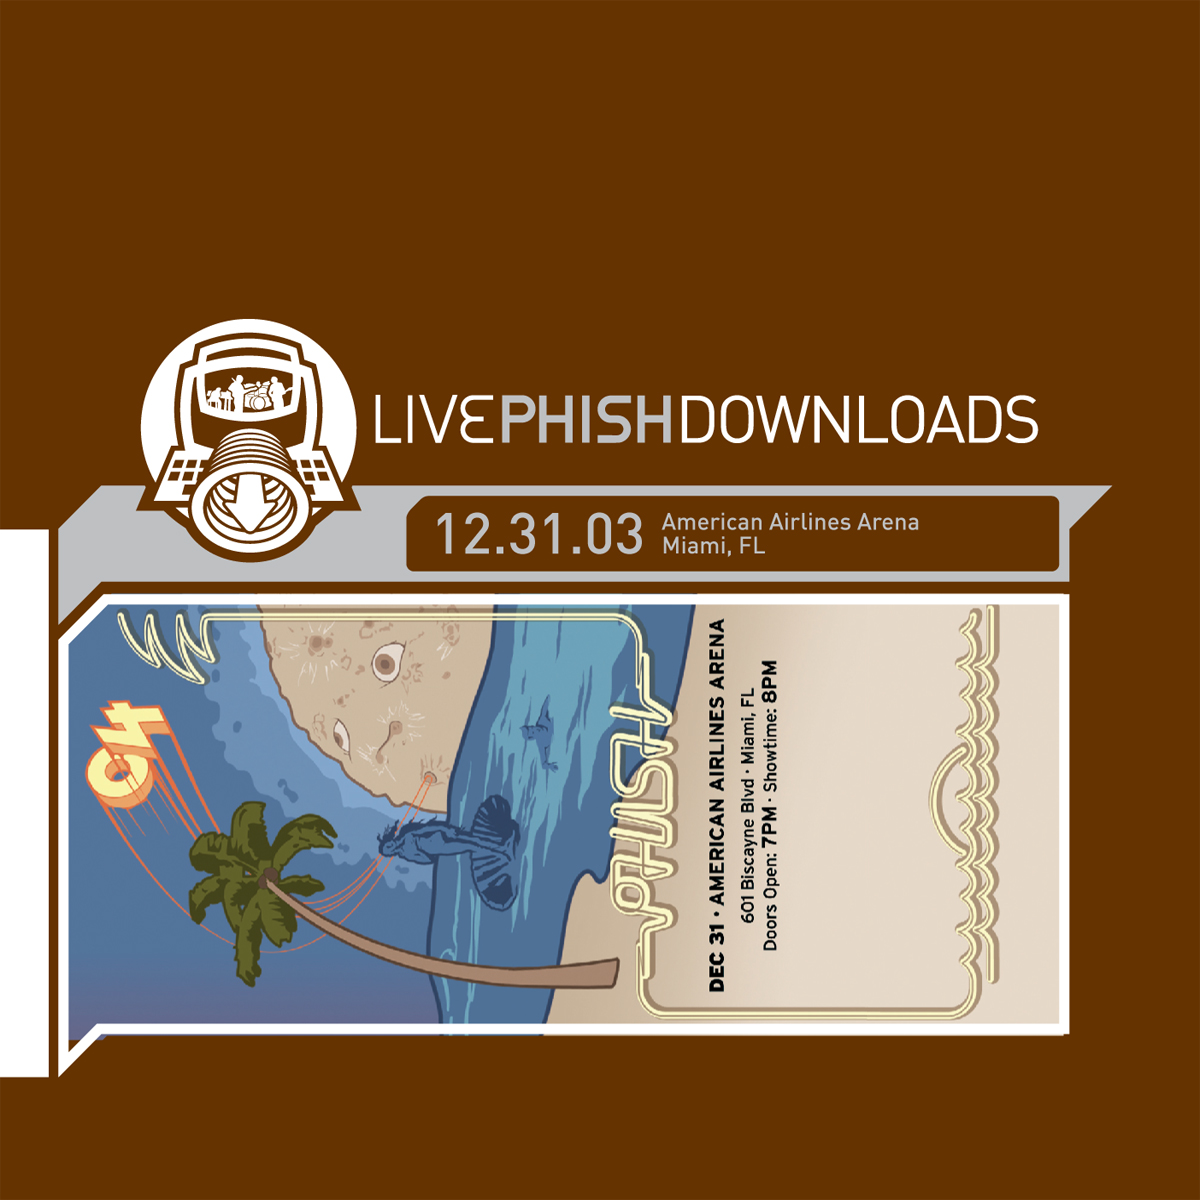 LIVEPHISHDOWNLOADS
12.31.03
American Airlines Arena
Miami, FL
04
PHISH
DEC 31 · AMERICAN AIRLINES ARENA
601 Biscayne Blvd · Miami, FL
Doors Open: 7PM · Showtime: 8PM